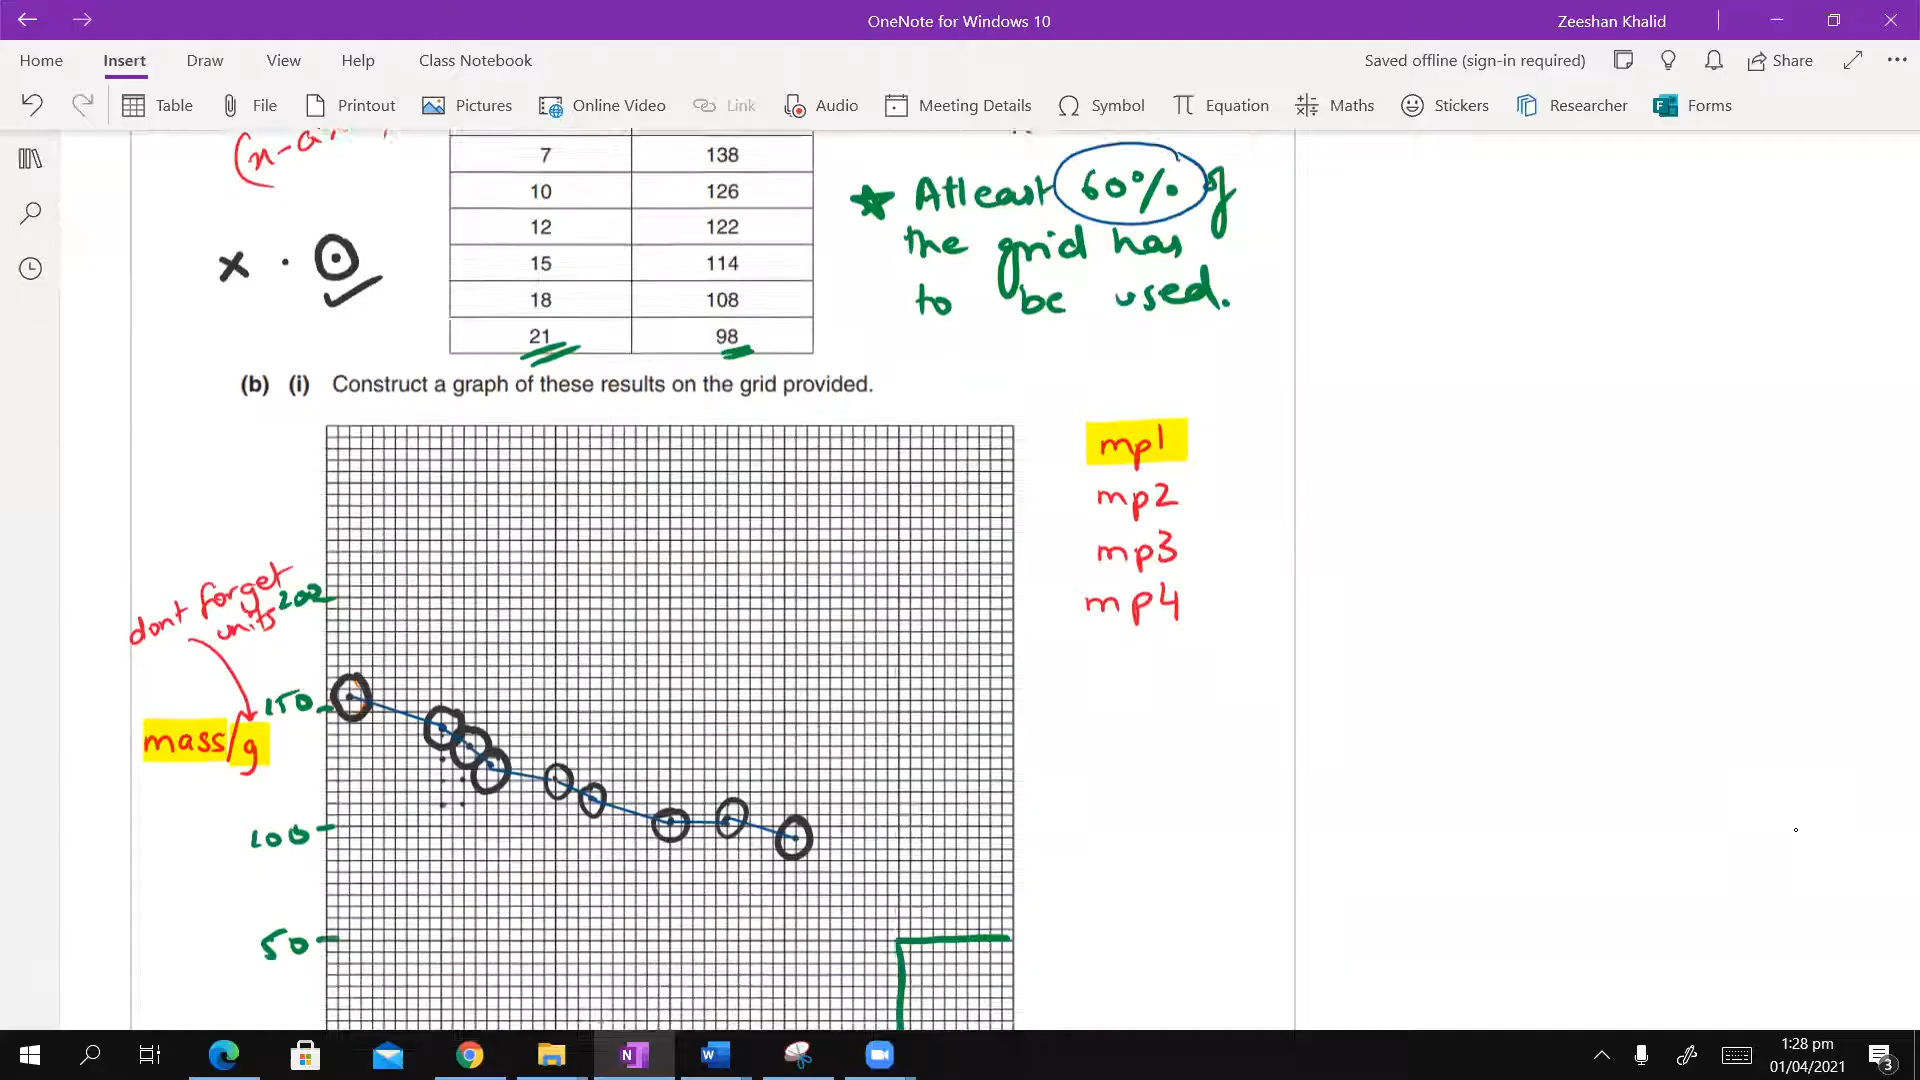 OneNote for Windows 10
Zeeshan Khalid
Home Insert Draw View Help Class Notebook
Saved offline (sign-in required) Share
Table File Printout Pictures Online Video Link Audio Meeting Details Symbol Equation Maths Stickers Researcher Forms
7 138
10 126
12 122
15 114
18 108
21 98
★ Atleast 60% of
the grid has
to be used.
(b) (i) Construct a graph of these results on the grid provided.
mp1
mp2
mp3
mp4
dont forget
units
200
150
mass/g
100
50
1:28 pm
01/04/2021
3